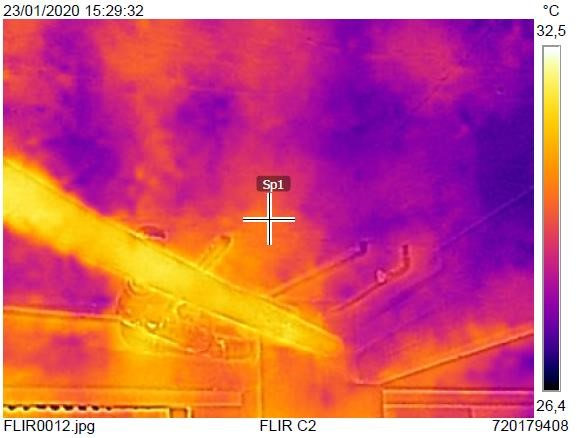 23/01/2020 15:29:32
°C
32,5
Sp1
26,4
FLIR0012.jpg
FLIR C2
720179408